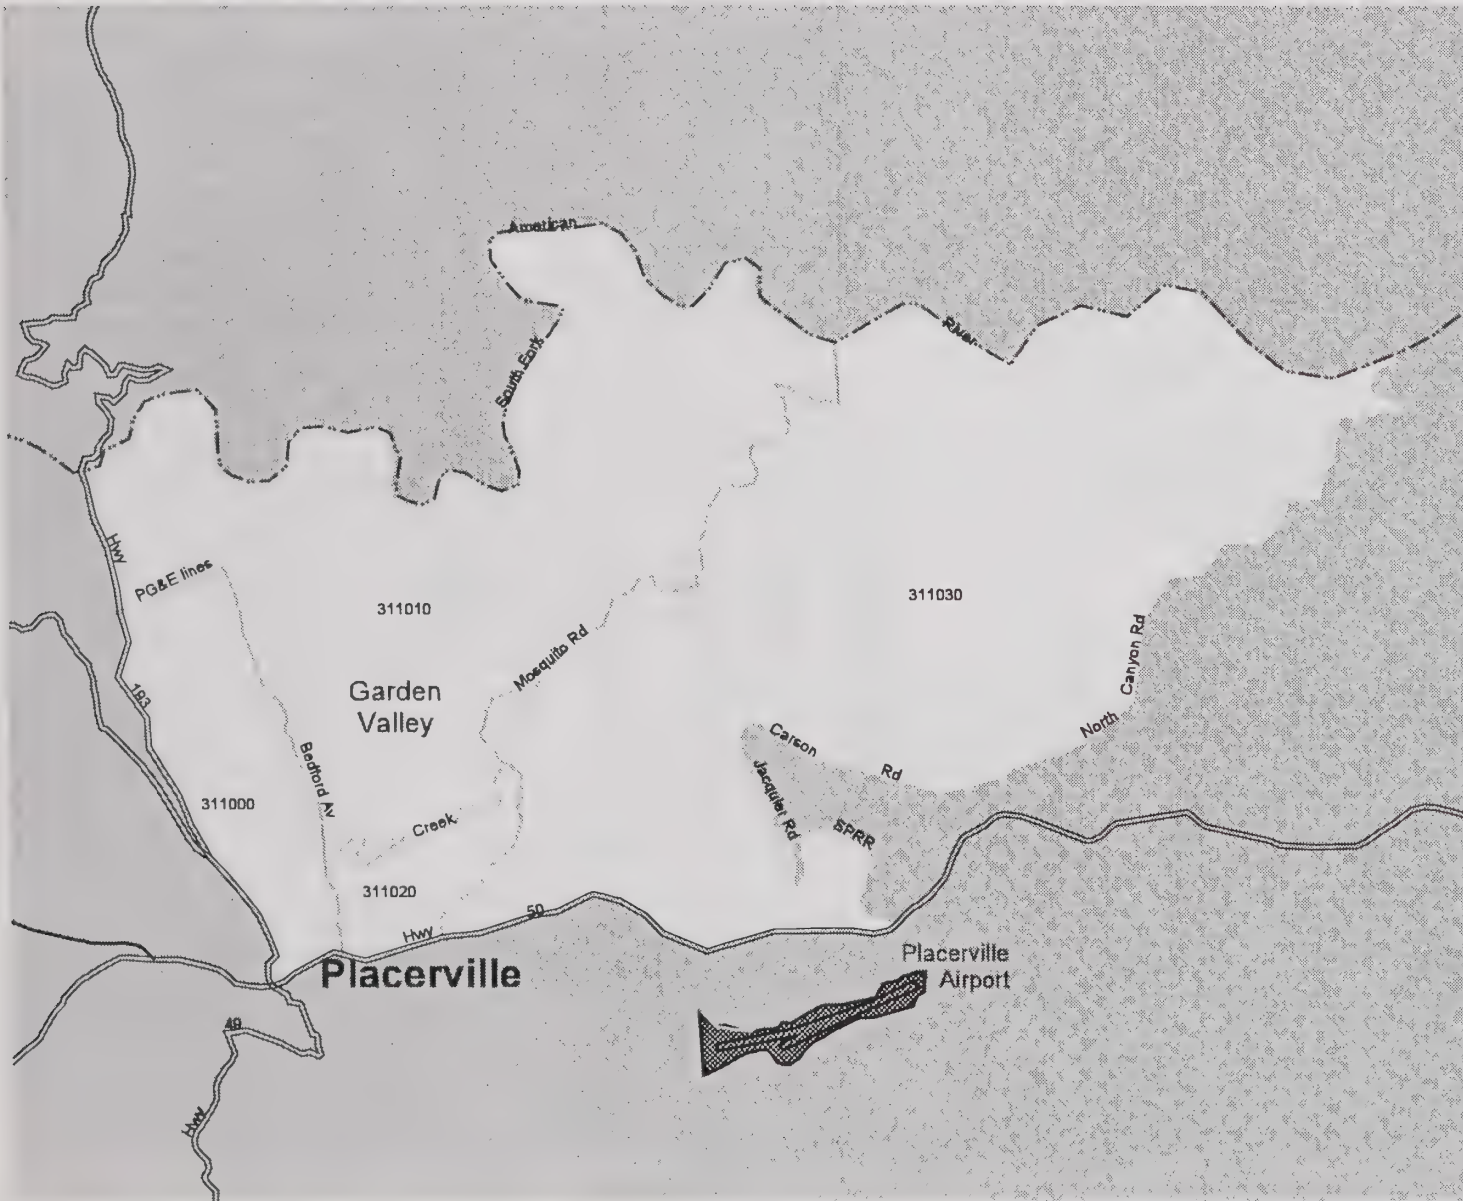 American
River
South Fork
Hwy
PG&E lines
311010
311030
Mosquito Rd
Canyon Rd
193
Garden
Valley
North
Carson
Rd
Bedford Av
Jacquier Rd
311000
Creek
SPRR
311020
50
Hwy
Placerville
Placerville
Airport
49
Hwy